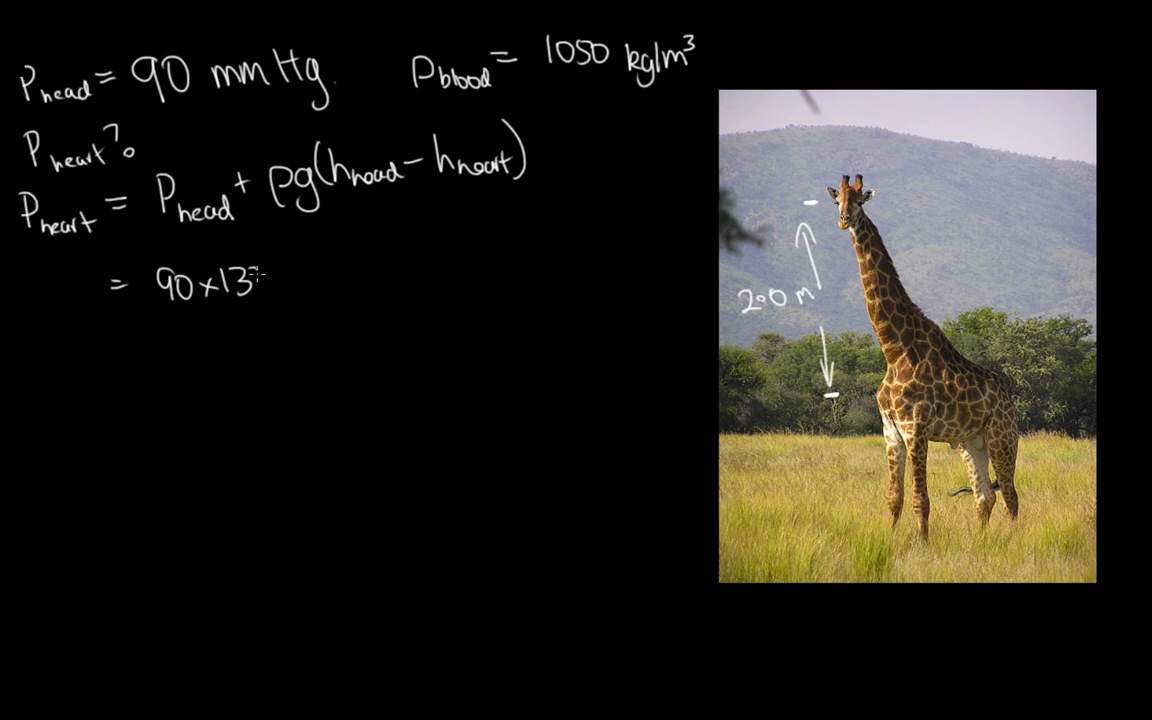 P_head = 90 mmHg. ρ_blood = 1050 kg/m³
P_heart?
P_heart = P_head + ρg(h_head - h_heart)
= 90 × 13
2.0 m